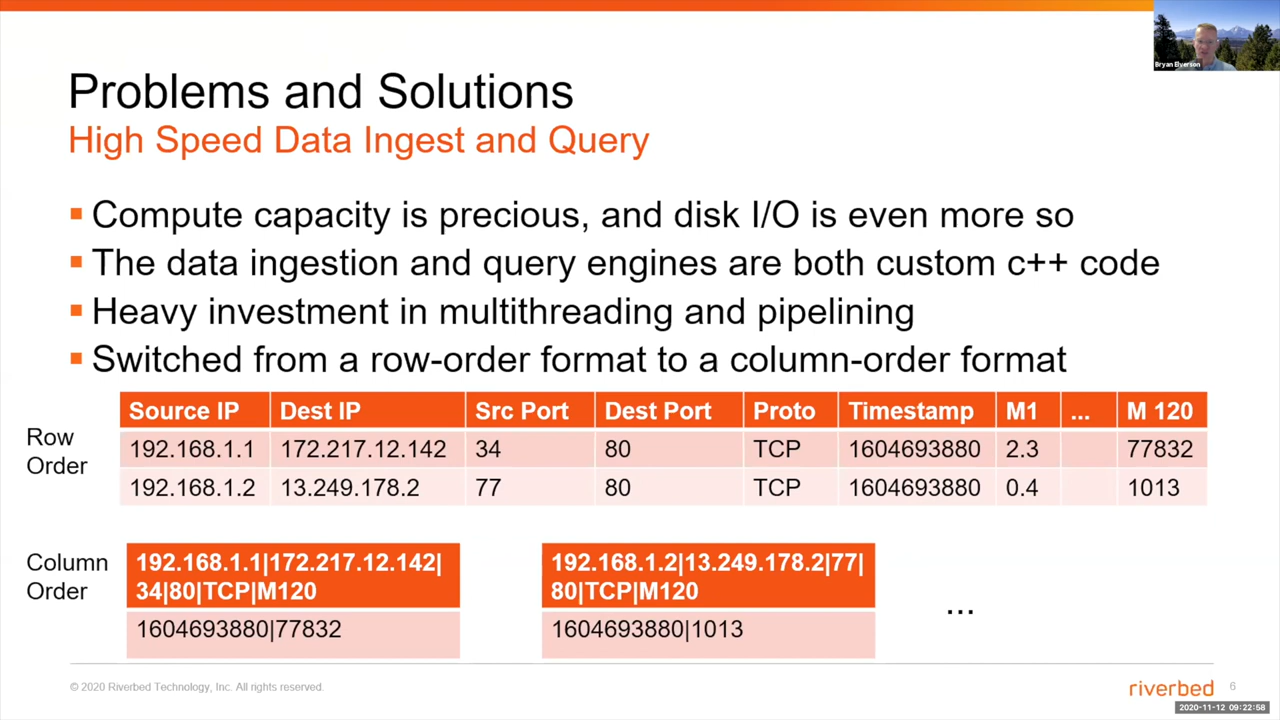 Bryan Elverson
Problems and Solutions
High Speed Data Ingest and Query
Compute capacity is precious, and disk I/O is even more so
The data ingestion and query engines are both custom c++ code
Heavy investment in multithreading and pipelining
Switched from a row-order format to a column-order format
Row
Order
Source IP Dest IP Src Port Dest Port Proto Timestamp M1 ... M 120
192.168.1.1 172.217.12.142 34 80 TCP 1604693880 2.3 77832
192.168.1.2 13.249.178.2 77 80 TCP 1604693880 0.4 1013
Column
Order
192.168.1.1|172.217.12.142|
34|80|TCP|M120
1604693880|77832
192.168.1.2|13.249.178.2|77|
80|TCP|M120
1604693880|1013
...
© 2020 Riverbed Technology, Inc. All rights reserved.
riverbed 6
2020-11-12 09:22:58